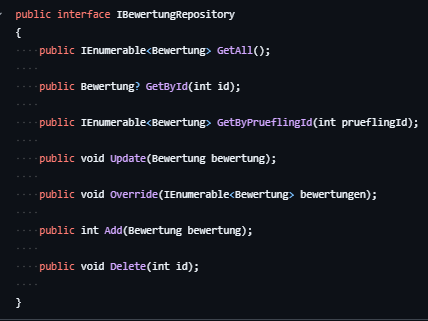 public interface IBewertungRepository
{
    public IEnumerable<Bewertung> GetAll();
    public Bewertung? GetById(int id);
    public IEnumerable<Bewertung> GetByPrueflingId(int prueflingId);
    public void Update(Bewertung bewertung);
    public void Override(IEnumerable<Bewertung> bewertungen);
    public int Add(Bewertung bewertung);
    public void Delete(int id);
}